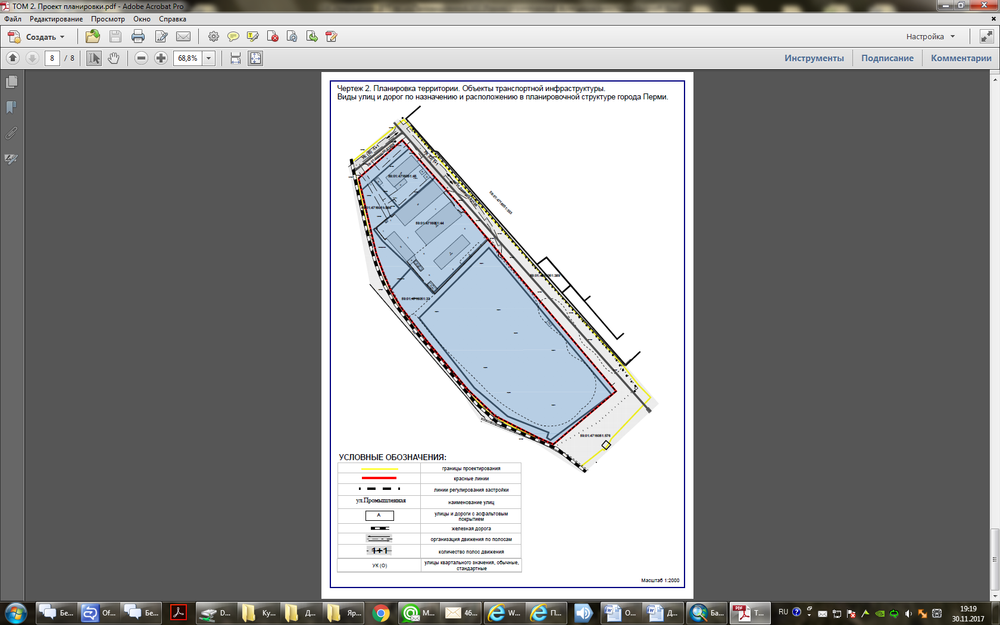 ТОМ 2. Проект планировки.pdf - Adobe Acrobat Pro
Файл Редактирование Просмотр Окно Справка
Создать
Настройка
8 / 8
68,8%
Инструменты Подписание Комментарии
Чертеж 2. Планировка территории. Объекты транспортной инфраструктуры.
Виды улиц и дорог по назначению и расположению в планировочной структуре города Перми.
УК (В) 1+1
УК (О) 1+1
59:01:4716051:45
59:01:4716051:553
59:01:4716051:44
59:01:4716051:389
59:01:4716051:33
59:01:4716051:576
УСЛОВНЫЕ ОБОЗНАЧЕНИЯ:
границы проектирования
красные линии
линии регулирования застройки
ул.Промышленная
наименование улиц
А
улицы и дороги с асфальтовым
покрытием
железная дорога
организация движения по полосам
1+1
количество полос движения
УК (О)
улицы квартального значения, обычные,
стандартные
Масштаб 1:2000
Бе... Of... Бе... D... Ку... Д... Яр... М... 4б... W... П... О... Д... Ба... Т...
RU
19:19
30.11.2017